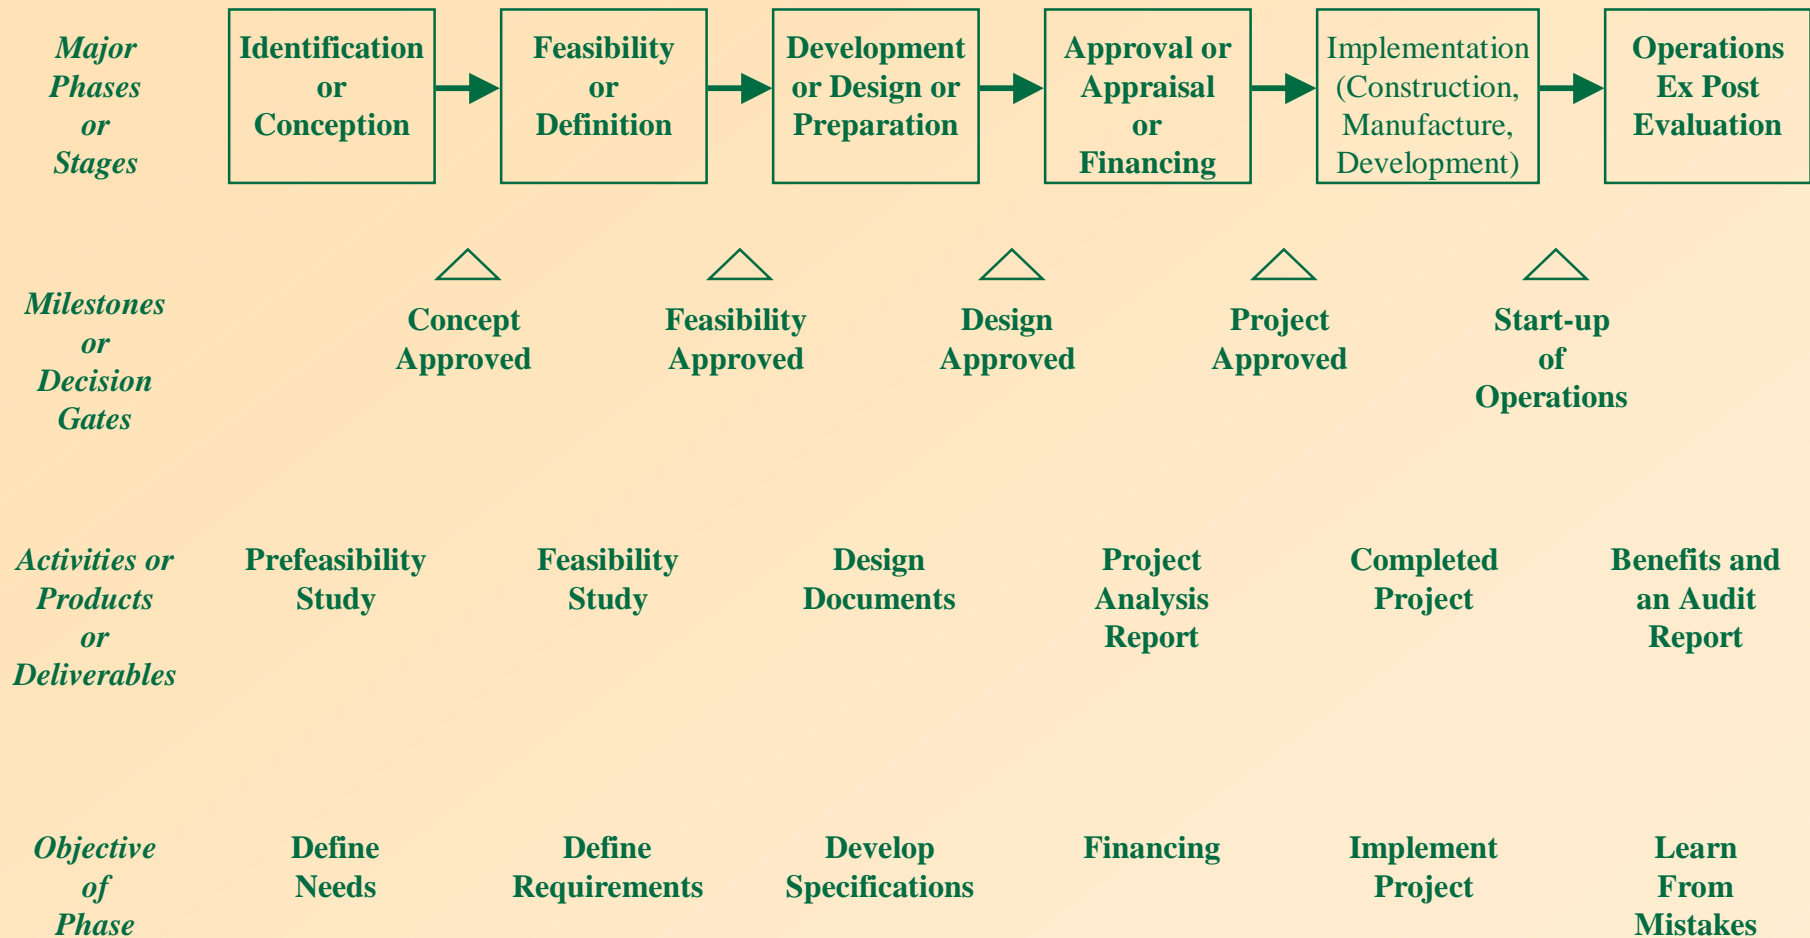 Major
Phases
or
Stages
Identification
or
Conception
Feasibility
or
Definition
Development
or Design or
Preparation
Approval or
Appraisal
or
Financing
Implementation
(Construction,
Manufacture,
Development)
Operations
Ex Post
Evaluation
Milestones
or
Decision
Gates
Concept
Approved
Feasibility
Approved
Design
Approved
Project
Approved
Start-up
of
Operations
Activities or
Products
or
Deliverables
Prefeasibility
Study
Feasibility
Study
Design
Documents
Project
Analysis
Report
Completed
Project
Benefits and
an Audit
Report
Objective
of
Phase
Define
Needs
Define
Requirements
Develop
Specifications
Financing
Implement
Project
Learn
From
Mistakes